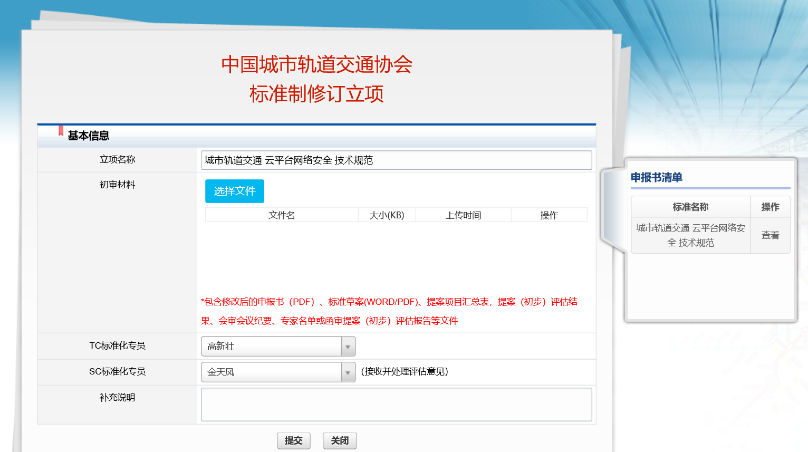 中国城市轨道交通协会
标准制修订立项
基本信息
立项名称 城市轨道交通 云平台网络安全 技术规范
初审材料 选择文件
文件名 大小(KB) 上传时间 操作
*包含修改后的申报书（PDF）、标准草案(WORD/PDF)、提案项目汇总表，提案（初步）评估结
果、会审会议纪要、专家名单或函审提案（初步）评估报告等文件
TC标准化专员 高新社
SC标准化专员 金天风 (接收并处理评估意见)
补充说明
提交 关闭
申报书清单
标准名称 操作
城市轨道交通 云平台网络安
全 技术规范 查看